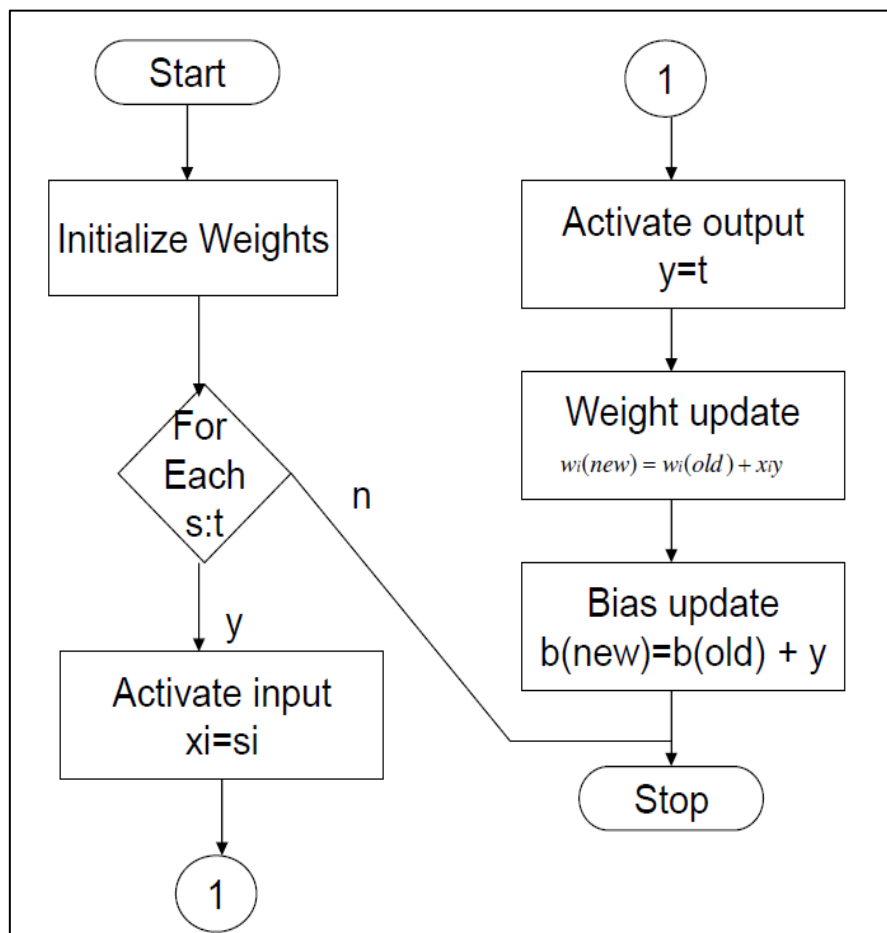 Start
Initialize Weights
For
Each
s:t
n
y
Activate input
xi=si
1
1
Activate output
y=t
Weight update
wi(new) = wi(old) + xiy
Bias update
b(new)=b(old) + y
Stop